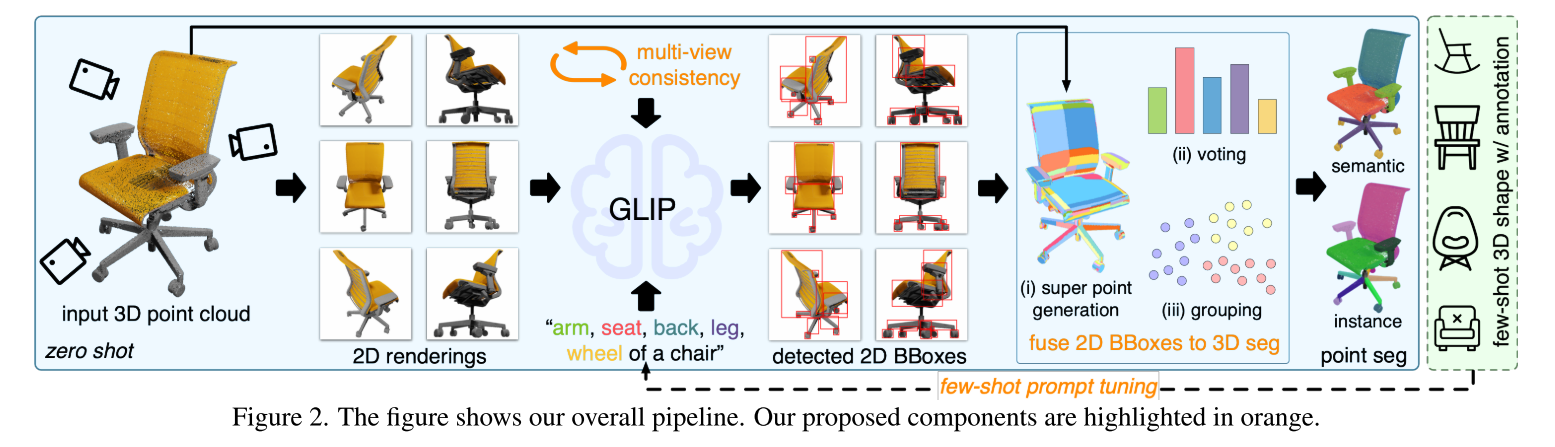 multi-view
consistency
GLIP
input 3D point cloud
zero shot
2D renderings
“arm, seat, back, leg,
wheel of a chair”
detected 2D BBoxes
(i) super point
generation
(ii) voting
(iii) grouping
fuse 2D BBoxes to 3D seg
semantic
instance
point seg
few-shot 3D shape w/ annotation
few-shot prompt tuning
Figure 2. The figure shows our overall pipeline. Our proposed components are highlighted in orange.